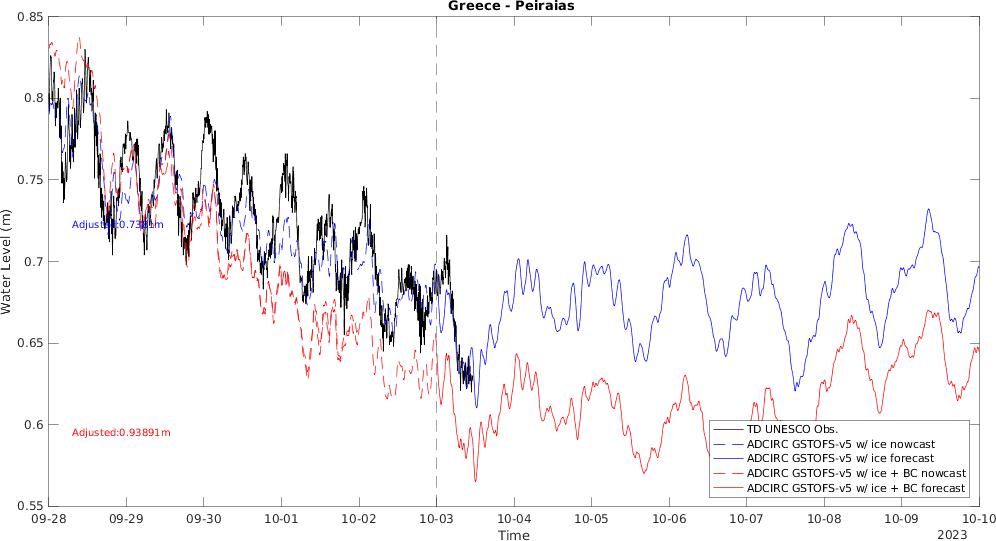 Greece - Peiraias
Water Level (m)
0.85
0.8
0.75
0.7
0.65
0.6
0.55
Adjusted:0.93891m
TD UNESCO Obs.
ADCIRC GSTOFS-v5 w/ ice nowcast
ADCIRC GSTOFS-v5 w/ ice forecast
ADCIRC GSTOFS-v5 w/ ice + BC nowcast
ADCIRC GSTOFS-v5 w/ ice + BC forecast
09-28 09-29 09-30 10-01 10-02 10-03 10-04 10-05 10-06 10-07 10-08 10-09 10-10
Time
2023